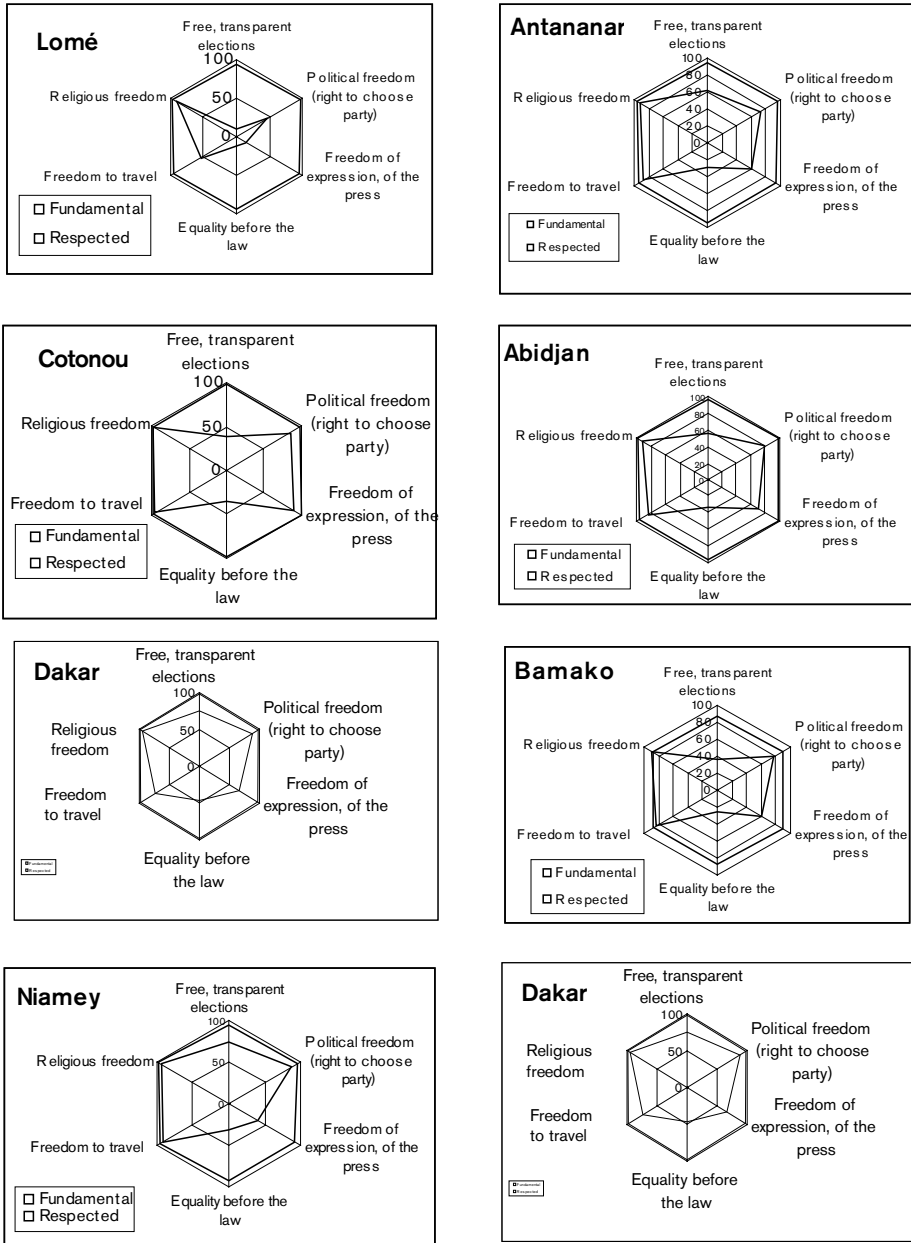 Lomé
Free, transparent
elections
100
50
0
Religious freedom
Political freedom
(right to choose
party)
Freedom to travel
Freedom of
expression, of the
press
Equality before the
law
Fundamental
Respected
Antananar
Free, transparent
elections
100
80
60
40
20
0
Religious freedom
Political freedom
(right to choose
party)
Freedom to travel
Freedom of
expression, of the
press
Equality before the
law
Fundamental
Respected
Cotonou
Free, transparent
elections
100
50
0
Religious freedom
Political freedom
(right to choose
party)
Freedom to travel
Freedom of
expression, of the
press
Equality before the
law
Fundamental
Respected
Abidjan
Free, transparent
elections
100
80
60
40
20
0
Religious freedom
Political freedom
(right to choose
party)
Freedom to travel
Freedom of
expression, of the
press
Equality before the
law
Fundamental
Respected
Dakar
Free, transparent
elections
100
50
0
Religious
freedom
Political freedom
(right to choose
party)
Freedom
to travel
Freedom of
expression, of the
press
Equality before
the law
Fundamental
Respected
Bamako
Free, transparent
elections
100
80
60
40
20
0
Religious freedom
Political freedom
(right to choose
party)
Freedom to travel
Freedom of
expression, of the
press
Equality before the
law
Fundamental
Respected
Niamey
Free, transparent
elections
100
50
0
Religious freedom
Political freedom
(right to choose
party)
Freedom to travel
Freedom of
expression, of the
press
Equality before the
law
Fundamental
Respected
Dakar
Free, transparent
elections
100
50
0
Religious
freedom
Political freedom
(right to choose
party)
Freedom
to travel
Freedom of
expression, of the
press
Equality before
the law
Fundamental
Respected